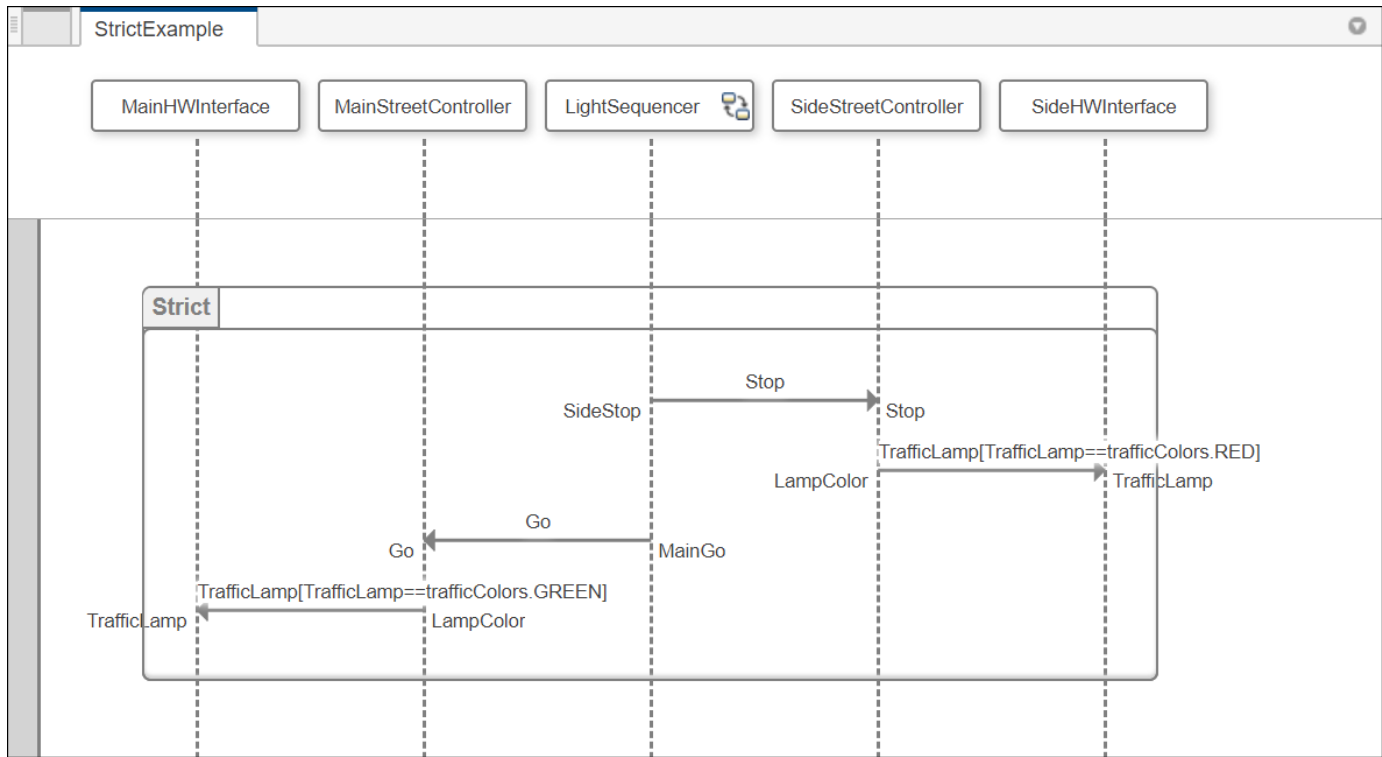 StrictExample
MainHWInterface
MainStreetController
LightSequencer
SideStreetController
SideHWInterface
Strict
Stop
SideStop
Stop
TrafficLamp[TrafficLamp==trafficColors.RED]
LampColor
TrafficLamp
Go
Go
MainGo
TrafficLamp[TrafficLamp==trafficColors.GREEN]
TrafficLamp
LampColor